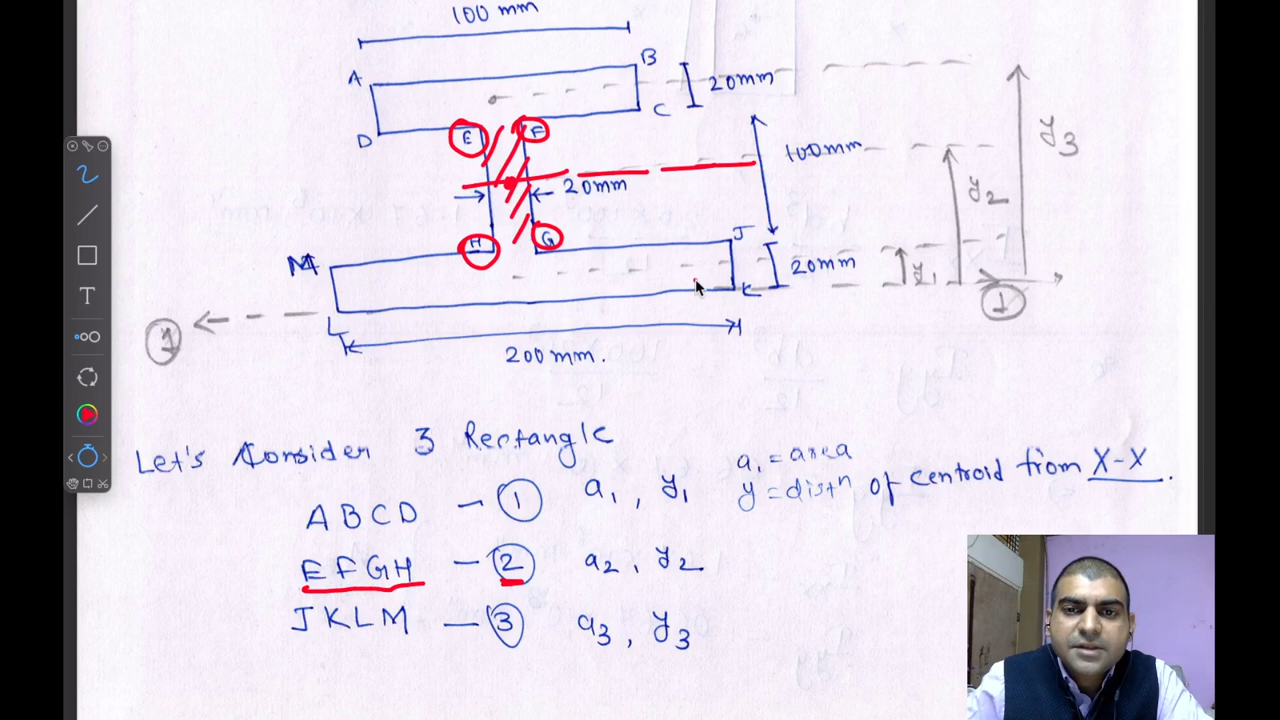 100 mm
A
B
20mm
D
C
E
F
100mm
y3
20mm
y2
H
G
J
M
20mm
y1
K
1
1
L
200 mm.
Let's Consider 3 Rectangle
a1 = area
ABCD - 1 a1, y1
y = distn of centroid from X-X.
EFGH - 2 a2, y2
JKLM - 3 a3, y3
T